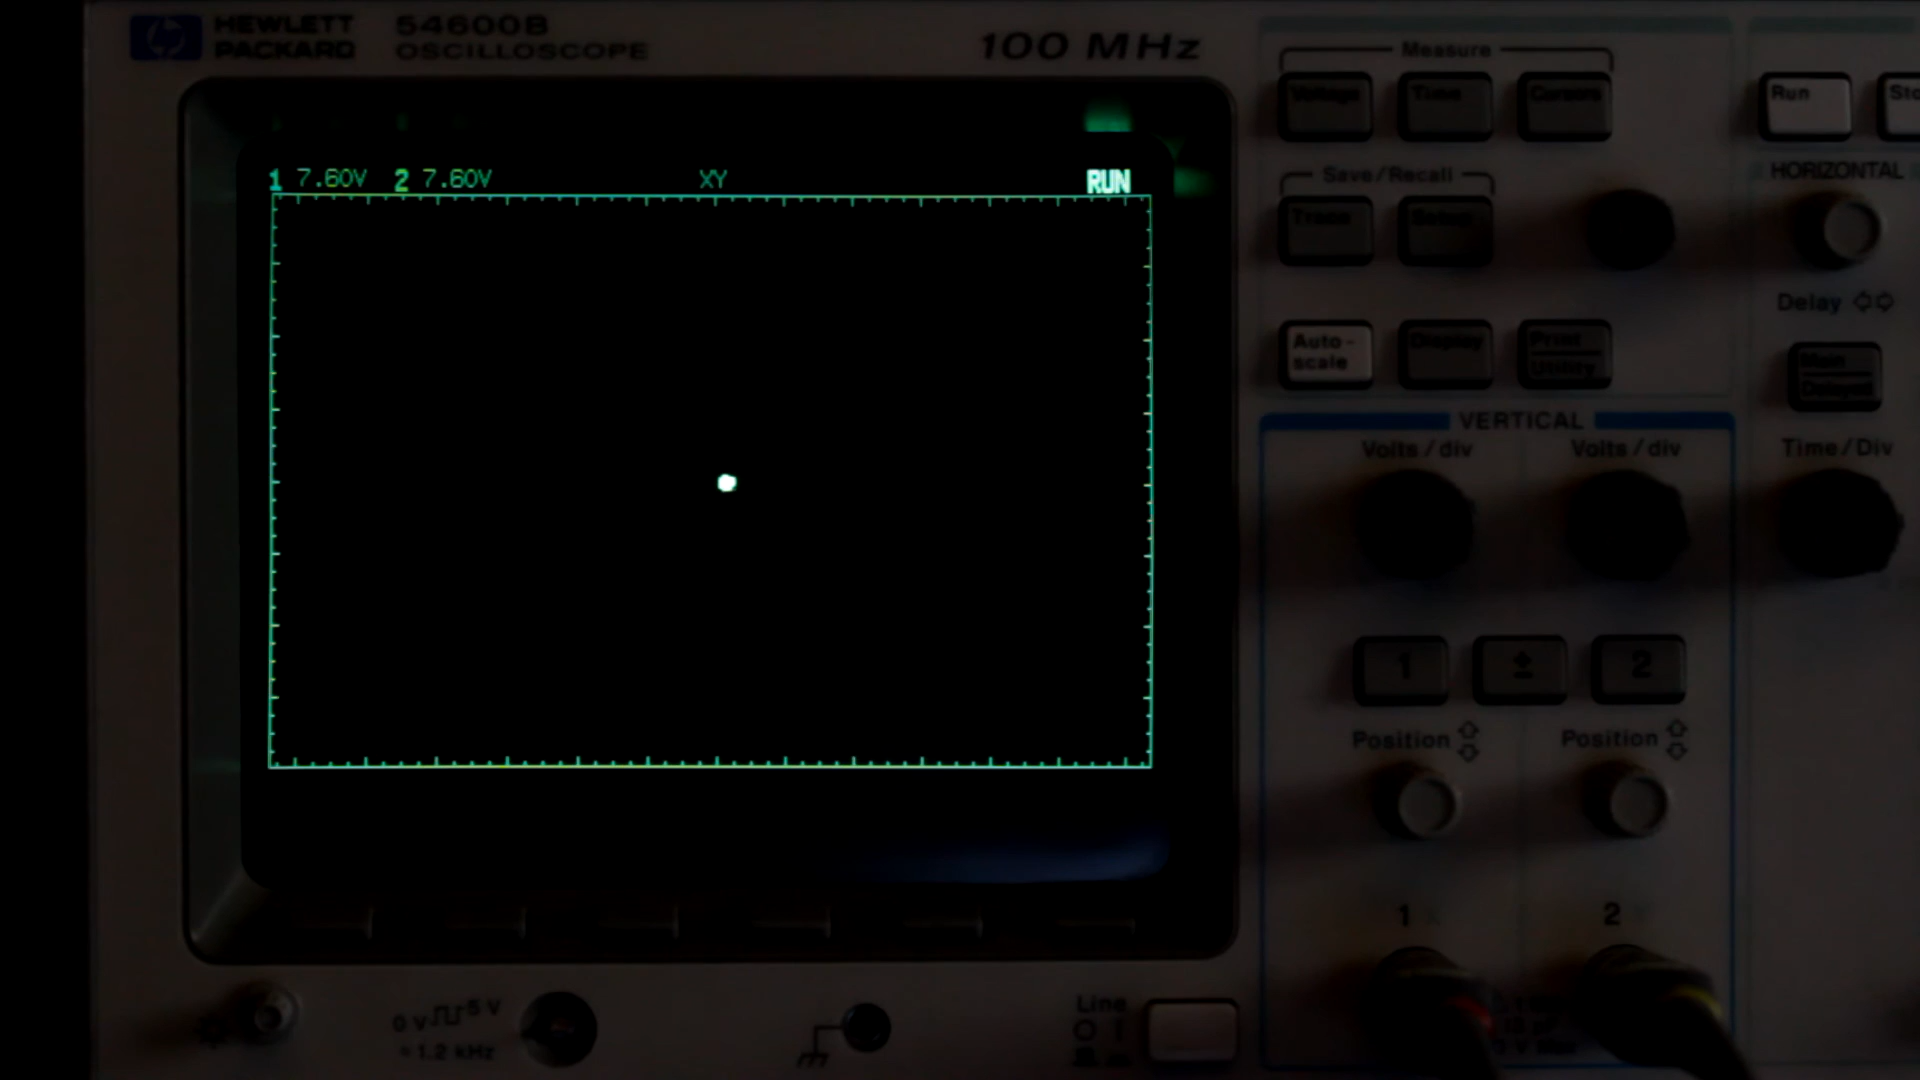 HEWLETT PACKARD
54600B OSCILLOSCOPE
100 MHz
1 7.60V 2 7.60V XY RUN
Measure
Voltage Time Cursors
Run
HORIZONTAL
Save/Recall
Trace Setup
Delay
Auto-
scale
Display
Print
Utility
Main
Delayed
VERTICAL
Volts/div Volts/div Time/Div
1 ± 2
Position Position
1 2
0 V 5 V
≈1.2 kHz
Line